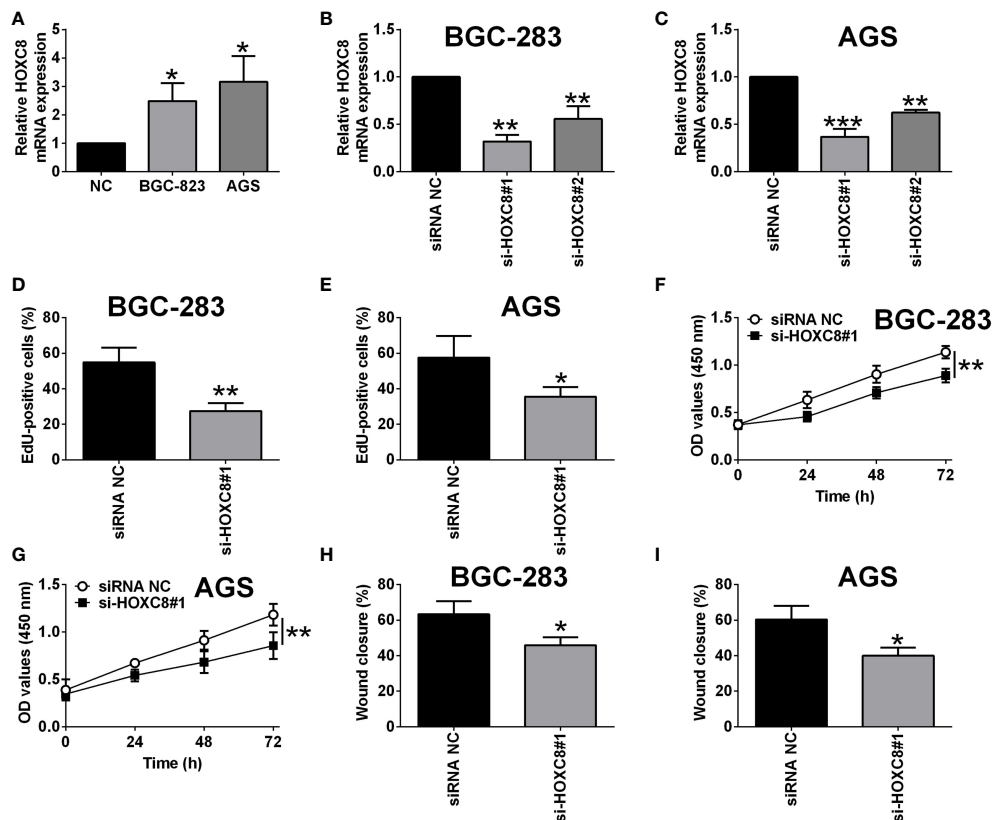 A
Relative HOXC8
mRNA expression
5
4
3
2
1
0
*
*
NC
BGC-823
AGS
B
BGC-283
Relative HOXC8
mRNA expression
1.5
1.0
0.5
0.0
**
**
siRNA NC
si-HOXC8#1
si-HOXC8#2
C
AGS
Relative HOXC8
mRNA expression
1.5
1.0
0.5
0.0
***
**
siRNA NC
si-HOXC8#1
si-HOXC8#2
D
BGC-283
EdU-positive cells (%)
80
60
40
20
0
**
siRNA NC
si-HOXC8#1
E
AGS
EdU-positive cells (%)
80
60
40
20
0
*
siRNA NC
si-HOXC8#1
F
BGC-283
siRNA NC
si-HOXC8#1
OD values (450 nm)
1.5
1.0
0.5
0.0
**
0
24
48
72
Time (h)
G
AGS
siRNA NC
si-HOXC8#1
OD values (450 nm)
1.5
1.0
0.5
0.0
**
0
24
48
72
Time (h)
H
BGC-283
Wound closure (%)
80
60
40
20
0
*
siRNA NC
si-HOXC8#1
I
AGS
Wound closure (%)
80
60
40
20
0
*
siRNA NC
si-HOXC8#1